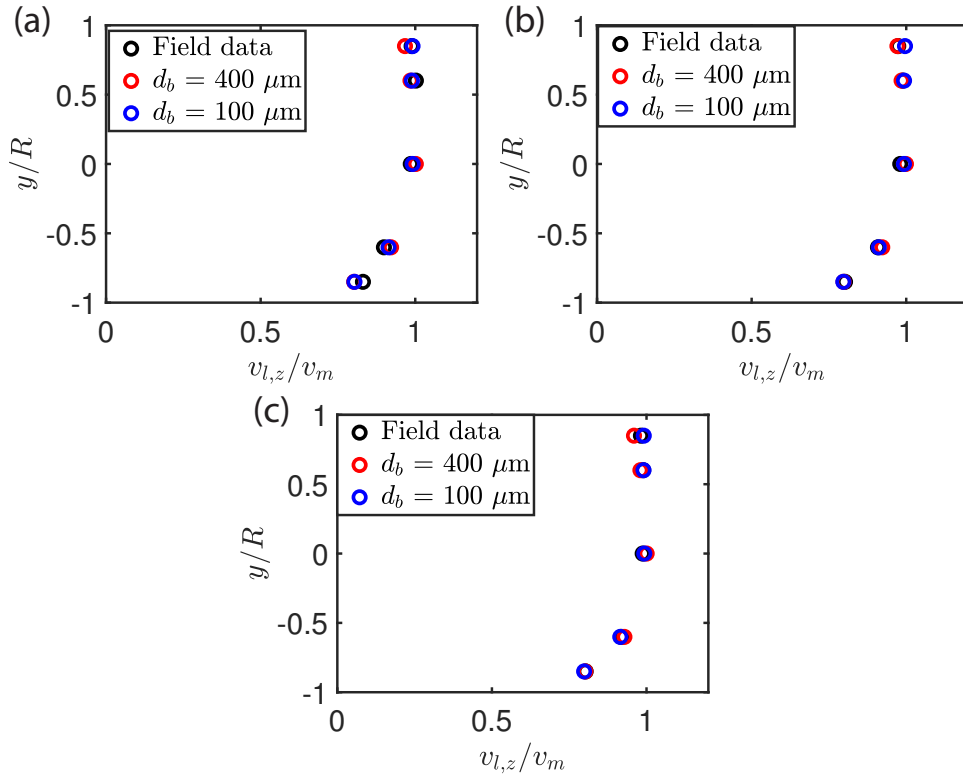 (a)
Field data
d_b = 400 μm
d_b = 100 μm
y/R
0.5
0
-0.5
-1
0
0.5
1
v_{l,z}/v_m
(b)
Field data
d_b = 400 μm
d_b = 100 μm
y/R
0.5
0
-0.5
-1
0
0.5
1
v_{l,z}/v_m
(c)
Field data
d_b = 400 μm
d_b = 100 μm
y/R
1
0.5
0
-0.5
-1
0
0.5
1
v_{l,z}/v_m